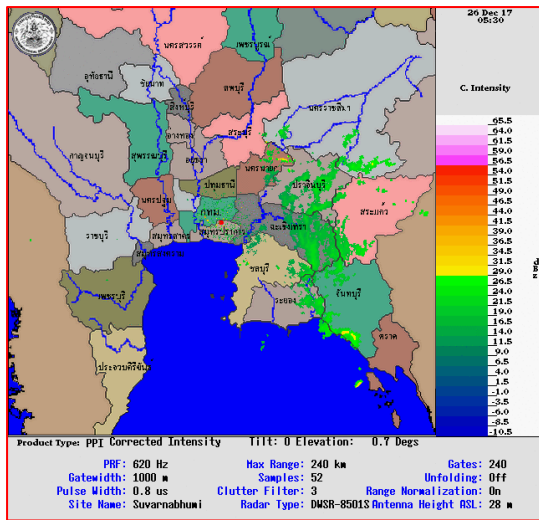 26 Dec 17
05:30
C. Intensity
65.5
64.0
61.5
59.0
56.5
54.0
51.5
49.0
46.5
44.0
41.5
39.0
36.5
34.0
31.5
29.0
26.5
24.0
21.5
19.0
16.5
14.0
11.5
9.0
6.5
4.0
1.5
-1.0
-3.5
-6.0
-8.5
-10.5
นครสวรรค์
เพชรบูรณ์
อุทัยธานี
ชัยนาท
ลพบุรี
สิงห์บุรี
นครราชสีมา
อ่างทอง
สระบุรี
กาญจนบุรี
สุพรรณบุรี
อยุธยา
นครนายก
ปราจีนบุรี
ปทุมธานี
นครปฐม
กทม.
สระแก้ว
ฉะเชิงเทรา
ราชบุรี
สมุทรสาคร
สมุทรปราการ
สมุทรสงคราม
ชลบุรี
เพชรบุรี
ระยอง
จันทบุรี
ตราด
ประจวบคีรีขันธ์
Product Type: PPI Corrected Intensity Tilt: 0 Elevation: 0.7 Degs
PRF: 620 Hz Max Range: 240 km Gates: 240
Gatewidth: 1000 m Samples: 52 Unfolding: Off
Pulse Width: 0.8 us Clutter Filter: 3 Range Normalization: On
Site Name: Suvarnabhumi Radar Type: DWSR-8501S Antenna Height ASL: 28 m